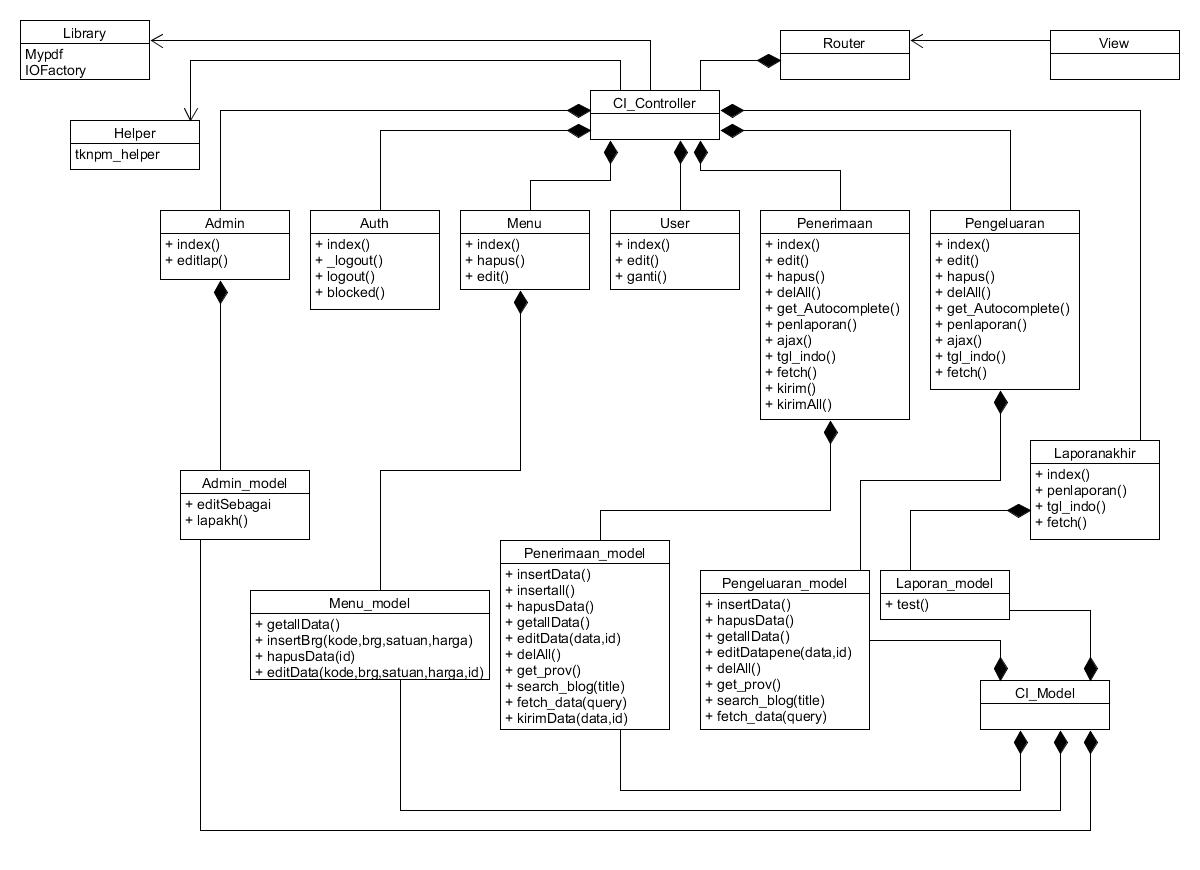 Library
Mypdf
IOFactory
Router
View
CI_Controller
Helper
tknpm_helper
Admin
+ index()
+ editlap()
Auth
+ index()
+ _logout()
+ logout()
+ blocked()
Menu
+ index()
+ hapus()
+ edit()
User
+ index()
+ edit()
+ ganti()
Penerimaan
+ index()
+ edit()
+ hapus()
+ delAll()
+ get_Autocomplete()
+ penlaporan()
+ ajax()
+ tgl_indo()
+ fetch()
+ kirim()
+ kirimAll()
Pengeluaran
+ index()
+ edit()
+ hapus()
+ delAll()
+ get_Autocomplete()
+ penlaporan()
+ ajax()
+ tgl_indo()
+ fetch()
Laporanakhir
+ index()
+ penlaporan()
+ tgl_indo()
+ fetch()
Admin_model
+ editSebagai
+ lapakh()
Menu_model
+ getallData()
+ insertBrg(kode,brg,satuan,harga)
+ hapusData(id)
+ editData(kode,brg,satuan,harga,id)
Penerimaan_model
+ insertData()
+ insertall()
+ hapusData()
+ getallData()
+ editData(data,id)
+ delAll()
+ get_prov()
+ search_blog(title)
+ fetch_data(query)
+ kirimData(data,id)
Pengeluaran_model
+ insertData()
+ hapusData()
+ getallData()
+ editDatapene(data,id)
+ delAll()
+ get_prov()
+ search_blog(title)
+ fetch_data(query)
Laporan_model
+ test()
CI_Model